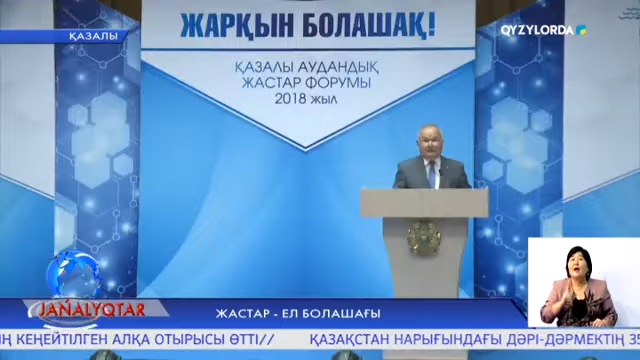 ҚАЗАЛЫ
QYZYLORDA
ЖАРҚЫН БОЛАШАҚ!
ҚАЗАЛЫ АУДАНДЫҚ
ЖАСТАР ФОРУМЫ
2018 жыл
JAŃALYQTAR
ЖАСТАР - ЕЛ БОЛАШАҒЫ
КЕҢЕЙТІЛГЕН АЛҚА ОТЫРЫСЫ ӨТТІ// ҚАЗАҚСТАН НАРЫҒЫНДАҒЫ ДӘРІ-ДӘРМЕКТІҢ